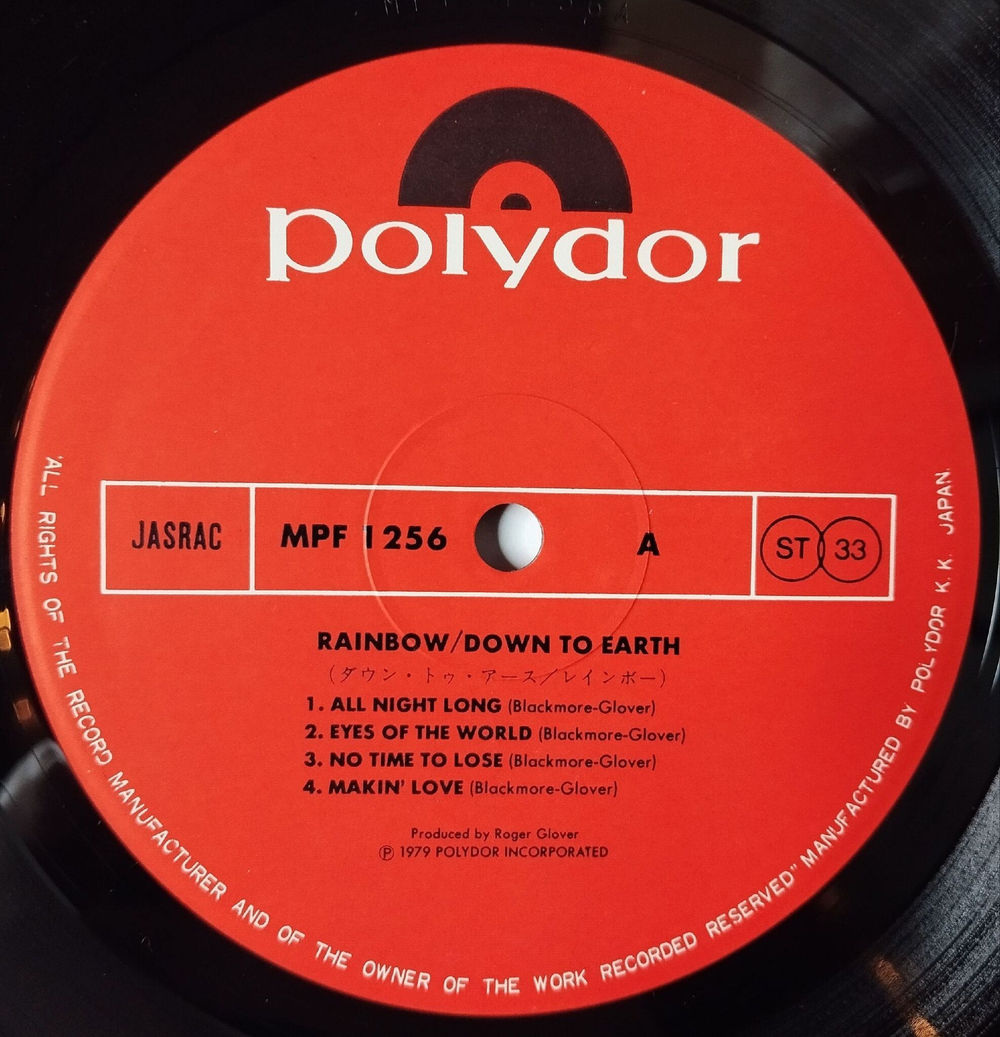 polydor
JASRAC
MPF 1256
A
ST 33
RAINBOW/DOWN TO EARTH
(ダウン・トゥ・アース/レインボー)
1. ALL NIGHT LONG (Blackmore-Glover)
2. EYES OF THE WORLD (Blackmore-Glover)
3. NO TIME TO LOSE (Blackmore-Glover)
4. MAKIN' LOVE (Blackmore-Glover)
Produced by Roger Glover
Ⓟ 1979 POLYDOR INCORPORATED
"ALL RIGHTS OF THE RECORD MANUFACTURER AND OF THE OWNER OF THE WORK RECORDED RESERVED" MANUFACTURED BY POLYDOR K. K. JAPAN.